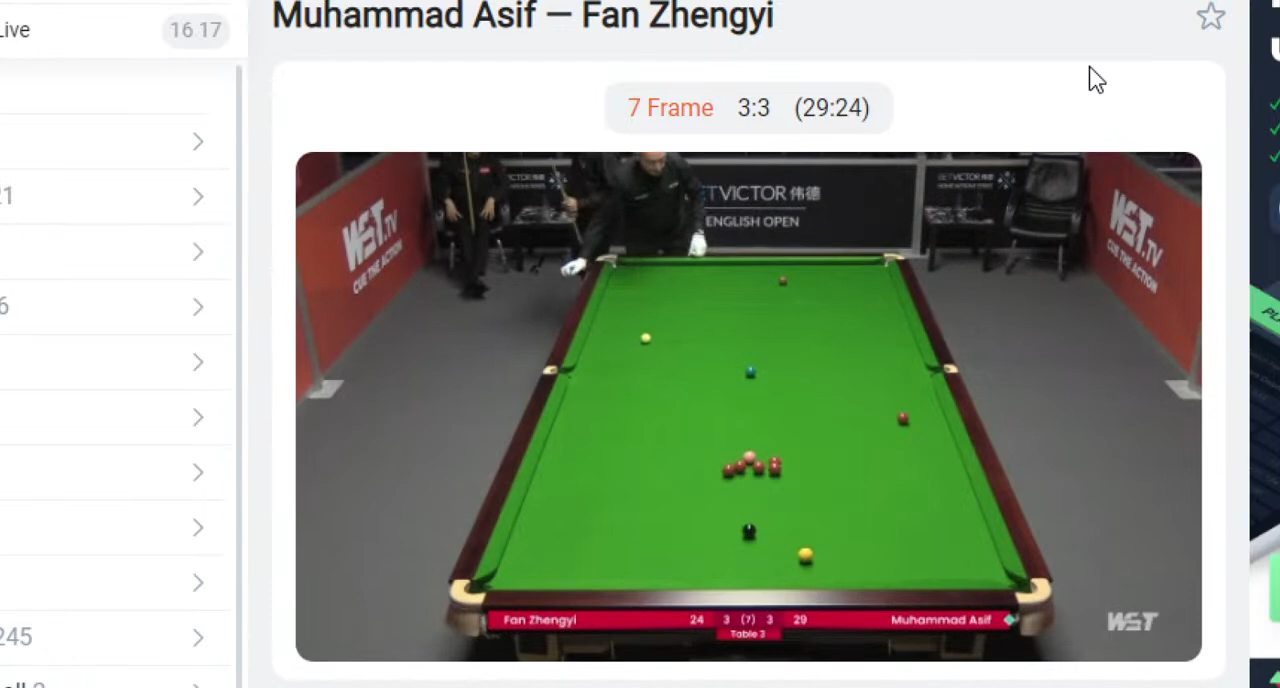 Live
16 17
Muhammad Asif — Fan Zhengyi
7 Frame 3:3 (29:24)
21
6
245
WST.TV
CUE THE ACTION
ETVICTOR 伟德
ENGLISH OPEN
WST.TV
CUE THE ACTION
Fan Zhengyi 24 3 (7) 3 29 Muhammad Asif
Table 3
WST